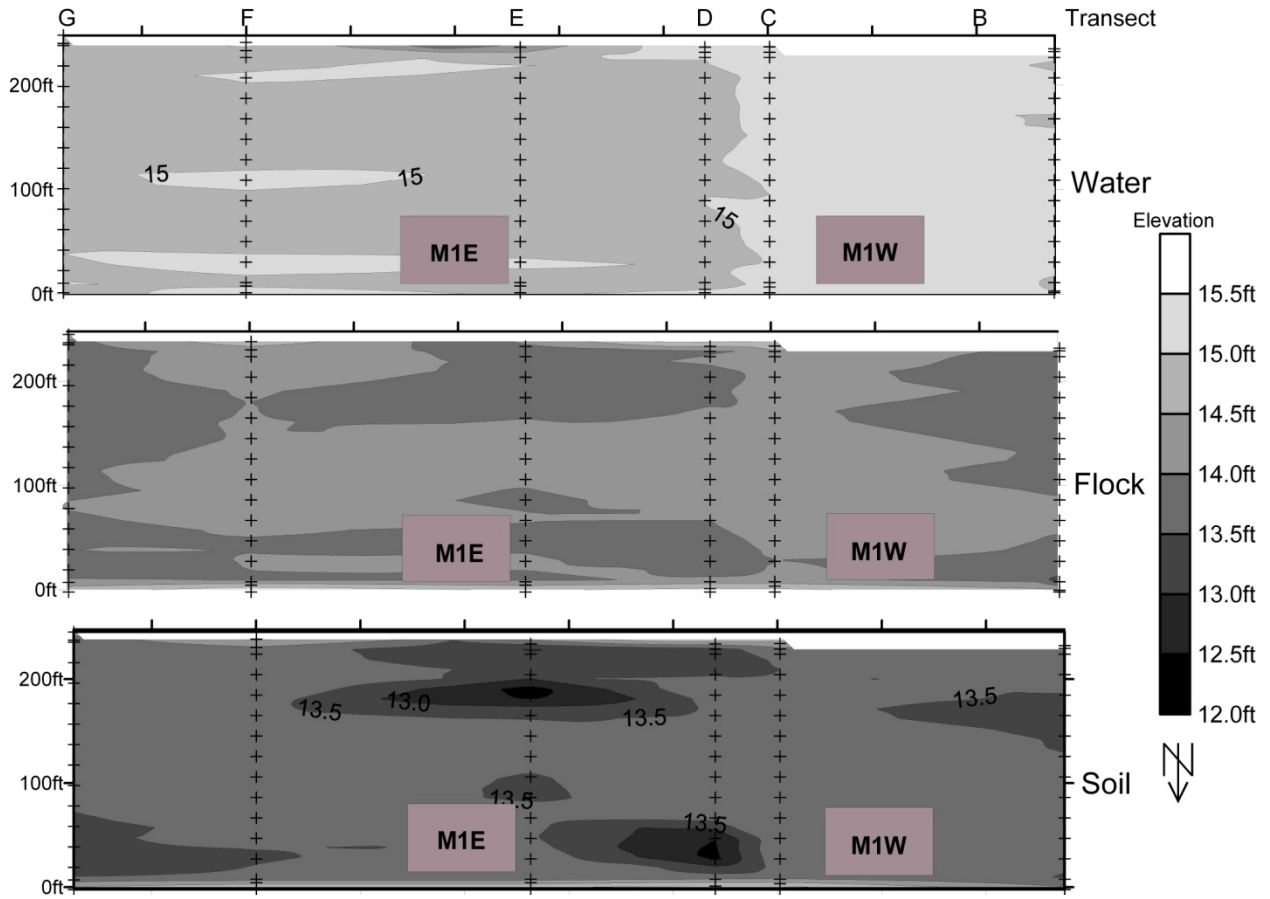 G F E D C B Transect
200ft
15 15
100ft
Water
15
M1E M1W
0ft
Elevation
15.5ft
15.0ft
14.5ft
14.0ft
13.5ft
13.0ft
12.5ft
12.0ft
N
200ft
100ft
Flock
M1E M1W
0ft
200ft
13.5 13.0 13.5 13.5
100ft
Soil
13.5 13.5
M1E M1W
0ft